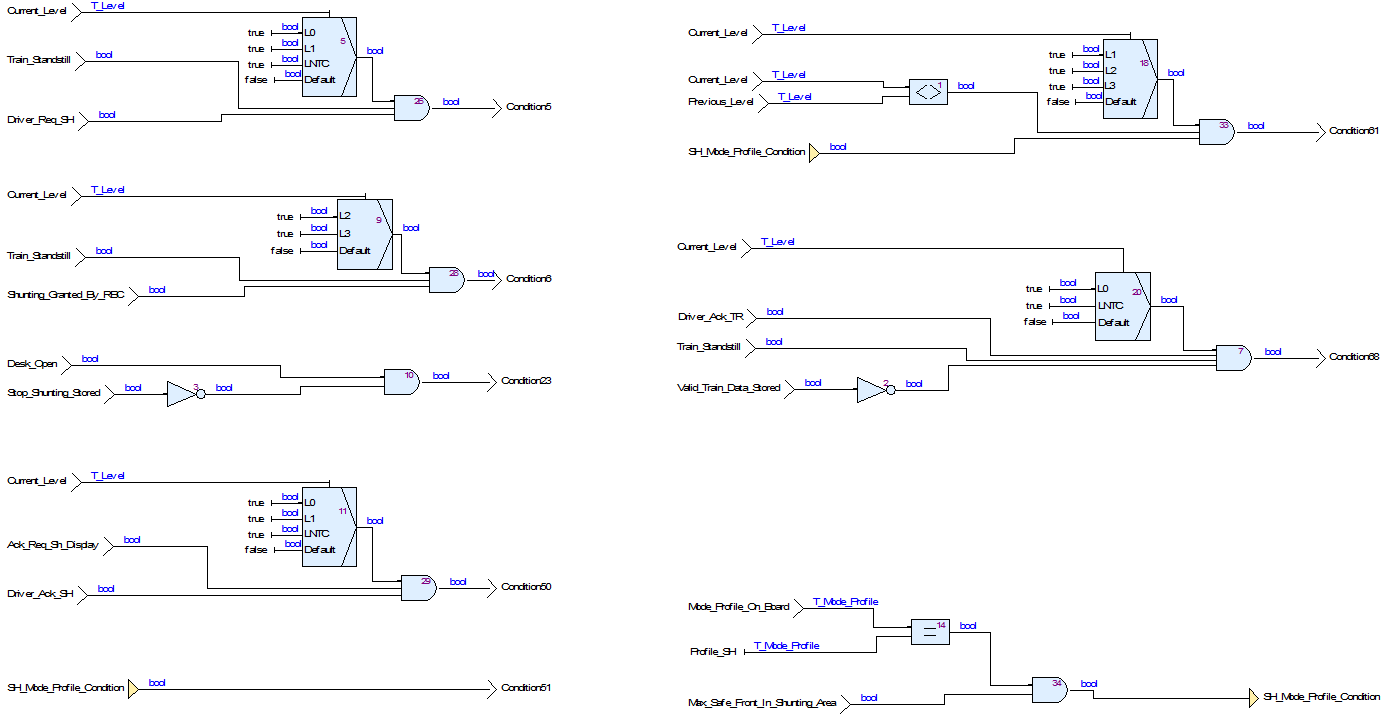 Current_Level T_Level
true bool L0 5
true bool L1 bool
Train_Standstill bool true bool LNTC
false bool Default
26 bool Condition5
Driver_Req_SH bool
Current_Level T_Level
true bool L2 9
true bool L3 bool
Train_Standstill bool false bool Default
bool Condition6
Shunting_Granted_By_RBC bool
Desk_Open bool
10 bool Condition23
Stop_Shunting_Stored bool 3 bool
Current_Level T_Level
true bool L0
true bool L1 11 bool
true bool LNTC
Ack_Req_Sh_Display bool false bool Default
29 bool Condition50
Driver_Ack_SH bool
SH_Mode_Profile_Condition bool Condition51
Current_Level T_Level
true bool L1
true bool L2 18 bool
Current_Level T_Level true bool L3
Previous_Level T_Level <> 1 bool false bool Default
33 bool Condition61
SH_Mode_Profile_Condition bool
Current_Level T_Level
true bool L0 20
true bool LNTC bool
Driver_Ack_TR bool false bool Default
Train_Standstill bool
7 bool Condition68
Valid_Train_Data_Stored bool 2 bool
Mode_Profile_On_Board T_Mode_Profile
= 14 bool
Profile_SH T_Mode_Profile
34 bool SH_Mode_Profile_Condition
Max_Safe_Front_In_Shunting_Area bool